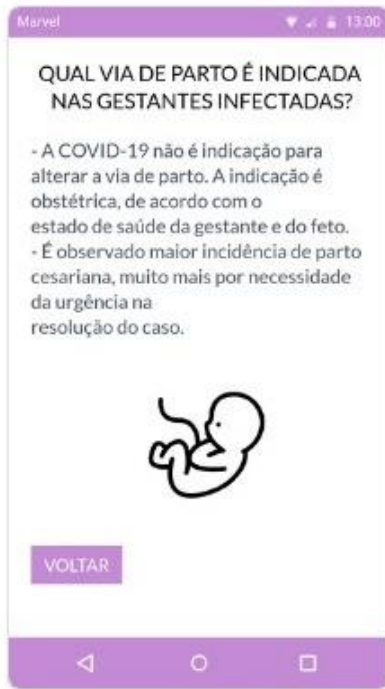 Marvel 13:00
QUAL VIA DE PARTO É INDICADA
NAS GESTANTES INFECTADAS?
- A COVID-19 não é indicação para
alterar a via de parto. A indicação é
obstétrica, de acordo com o
estado de saúde da gestante e do feto.
- É observado maior incidência de parto
cesariana, muito mais por necessidade
da urgência na
resolução do caso.
VOLTAR